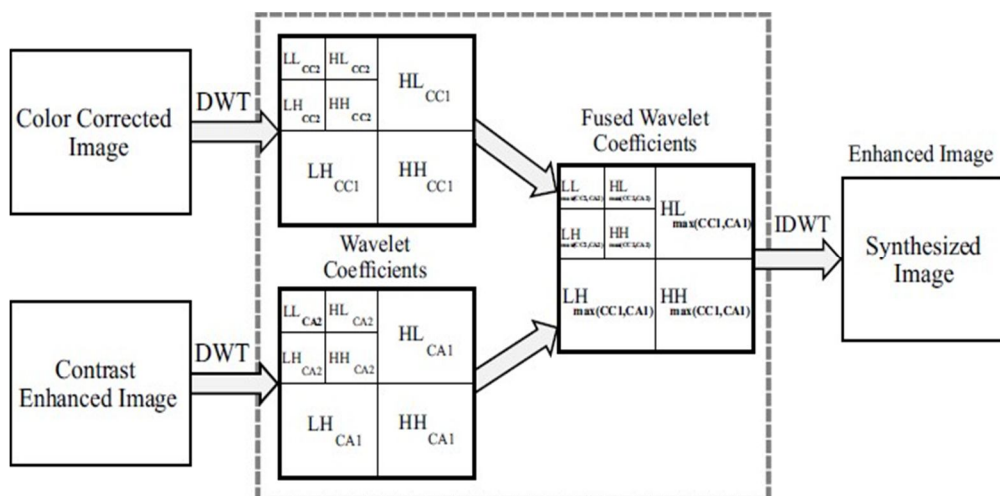 Color Corrected
Image
DWT
LL CC2
HL CC2
LH CC2
HH CC2
HL CC1
LH CC1
HH CC1
Wavelet
Coefficients
Contrast
Enhanced Image
DWT
LL CA2
HL CA2
LH CA2
HH CA2
HL CA1
LH CA1
HH CA1
Fused Wavelet
Coefficients
LL
HL
LH
HH
HL max(CC1,CA1)
LH max(CC1,CA1)
HH max(CC1,CA1)
IDWT
Enhanced Image
Synthesized
Image